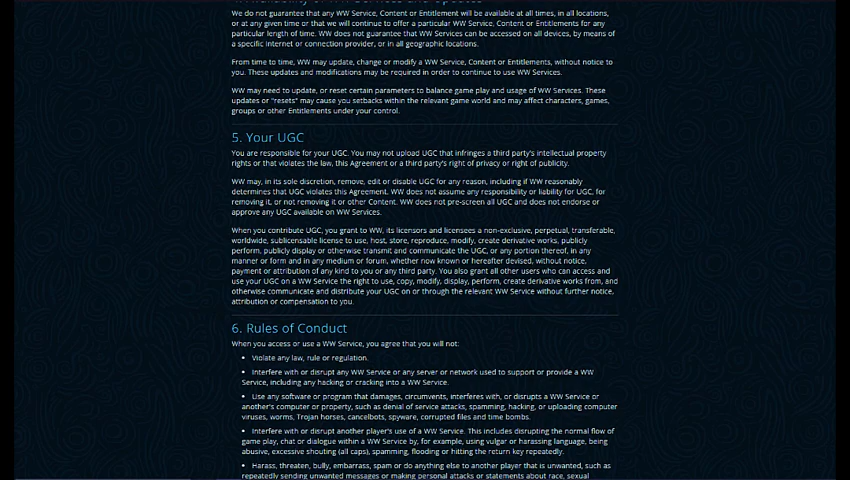 We do not guarantee that any WW Service, Content or Entitlement will be available at all times, in all locations,
or at any given time or that we will continue to offer a particular WW Service, Content or Entitlements for any
particular length of time. WW does not guarantee that WW Services can be accessed on all devices, by means of
a specific internet or connection provider, or in all geographic locations.
From time to time, WW may update, change or modify a WW Service, Content or Entitlements, without notice to
you. These updates and modifications may be required in order to continue to use WW Services.
WW may need to update, or reset certain parameters to balance game play and usage of WW Services. These
updates or "resets" may cause you setbacks within the relevant game world and may affect characters, games,
groups or other Entitlements under your control.
5. Your UGC
You are responsible for your UGC. You may not upload UGC that infringes a third party's intellectual property
rights or that violates the law, this Agreement or a third party's right of privacy or right of publicity.
WW may, in its sole discretion, remove, edit or disable UGC for any reason, including if WW reasonably
determines that UGC violates this Agreement. WW does not assume any responsibility or liability for UGC, for
removing it, or not removing it or other Content. WW does not pre-screen all UGC and does not endorse or
approve any UGC available on WW Services.
When you contribute UGC, you grant to WW, its licensors and licensees a non-exclusive, perpetual, transferable,
worldwide, sublicensable license to use, host, store, reproduce, modify, create derivative works, publicly
perform, publicly display or otherwise transmit and communicate the UGC, or any portion thereof, in any
manner or form and in any medium or forum, whether now known or hereafter devised, without notice,
payment or attribution of any kind to you or any third party. You also grant all other users who can access and
use your UGC on a WW Service the right to use, copy, modify, display, perform, create derivative works from, and
otherwise communicate and distribute your UGC on or through the relevant WW Service without further notice,
attribution or compensation to you.
6. Rules of Conduct
When you access or use a WW Service, you agree that you will not:
• Violate any law, rule or regulation.
• Interfere with or disrupt any WW Service or any server or network used to support or provide a WW
Service, including any hacking or cracking into a WW Service.
• Use any software or program that damages, circumvents, interferes with, or disrupts a WW Service or
another's computer or property, such as denial of service attacks, spamming, hacking, or uploading computer
viruses, worms, Trojan horses, cancelbots, spyware, corrupted files and time bombs.
• Interfere with or disrupt another player's use of a WW Service. This includes disrupting the normal flow of
game play, chat or dialogue within a WW Service by, for example, using vulgar or harassing language, being
abusive, excessive shouting (all caps), spamming, flooding or hitting the return key repeatedly.
• Harass, threaten, bully, embarrass, spam or do anything else to another player that is unwanted, such as
repeatedly sending unwanted messages or making personal attacks or statements about race, sexual